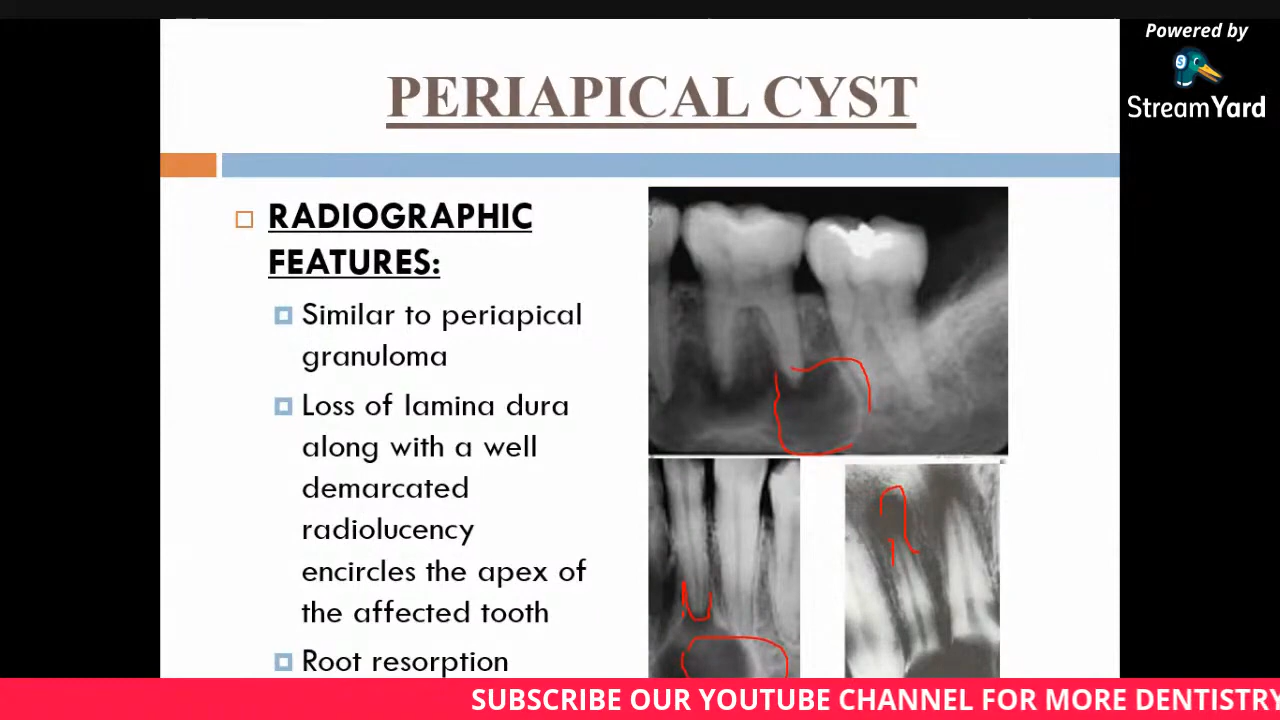 Powered by
StreamYard
PERIAPICAL CYST
RADIOGRAPHIC
FEATURES:
Similar to periapical
granuloma
Loss of lamina dura
along with a well
demarcated
radiolucency
encircles the apex of
the affected tooth
Root resorption
SUBSCRIBE OUR YOUTUBE CHANNEL FOR MORE DENTISTRY